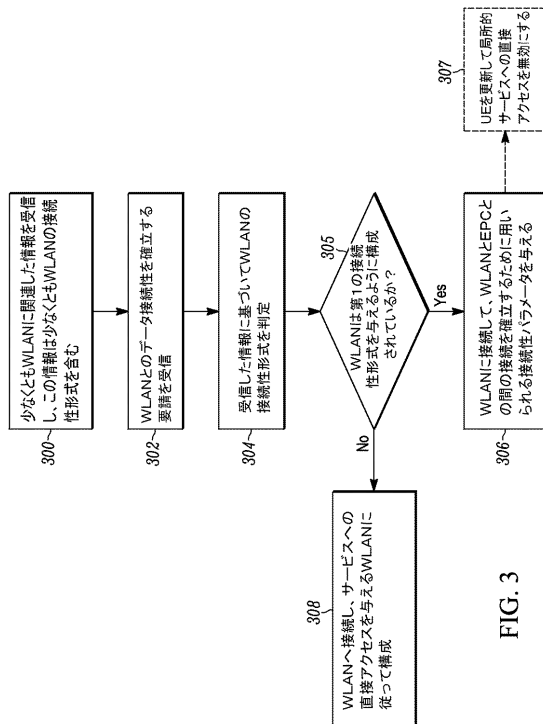 少なくともWLANに関連した情報を受信
し、この情報は少なくともWLANの接続
性形式を含む
300
WLANとのデータ接続性を確立する
要請を受信
302
受信した情報に基づいてWLANの
接続性形式を判定
304
305
WLANは第1の接続
性形式を与えるように構成
されているか?
No
Yes
WLANへ接続し、サービスへの
直接アクセスを与えるWLANに
従って構成
308
WLANに接続して、WLANとEPCと
の間の接続を確立するために用い
られる接続性パラメータを与える
306
307
UEを更新して局所的
サービスへの直接
アクセスを無効にする
FIG. 3